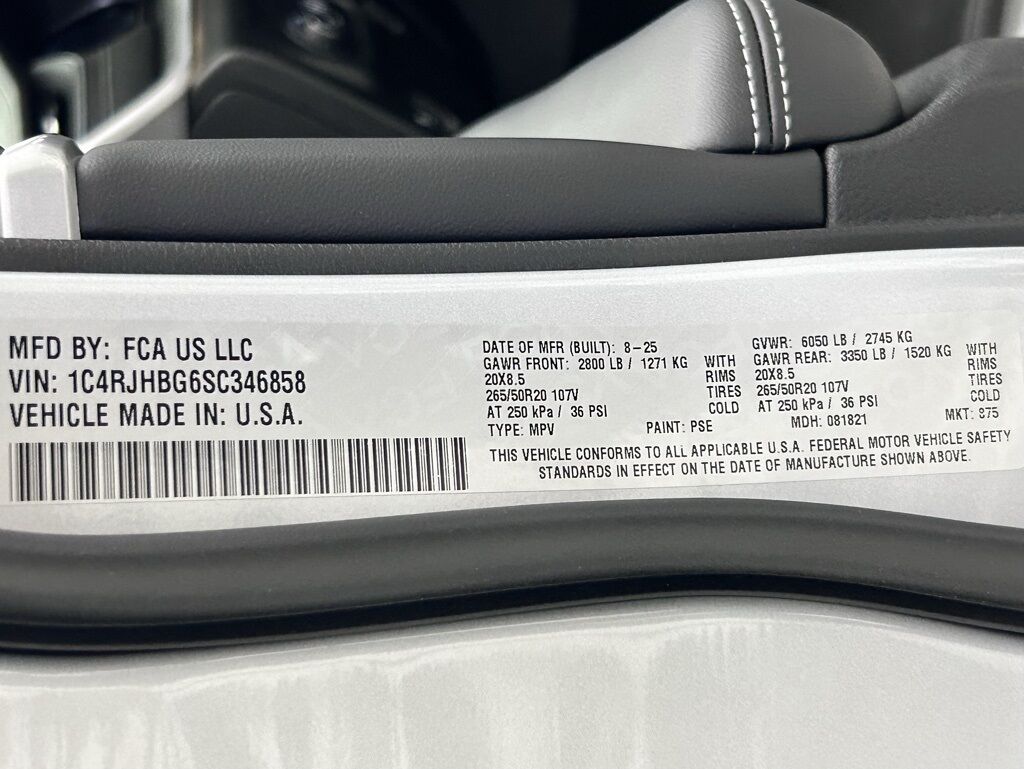 MFD BY: FCA US LLC
VIN: 1C4RJHBG6SC346858
VEHICLE MADE IN: U.S.A.
DATE OF MFR (BUILT): 8-25
GAWR FRONT: 2800 LB / 1271 KG WITH
20X8.5 RIMS
265/50R20 107V TIRES
AT 250 kPa / 36 PSI COLD
TYPE: MPV PAINT: PSE
GVWR: 6050 LB / 2745 KG
GAWR REAR: 3350 LB / 1520 KG WITH
20X8.5 RIMS
265/50R20 107V TIRES
AT 250 kPa / 36 PSI COLD
MDH: 081821 MKT: 875
THIS VEHICLE CONFORMS TO ALL APPLICABLE U.S.A. FEDERAL MOTOR VEHICLE SAFETY
STANDARDS IN EFFECT ON THE DATE OF MANUFACTURE SHOWN ABOVE.